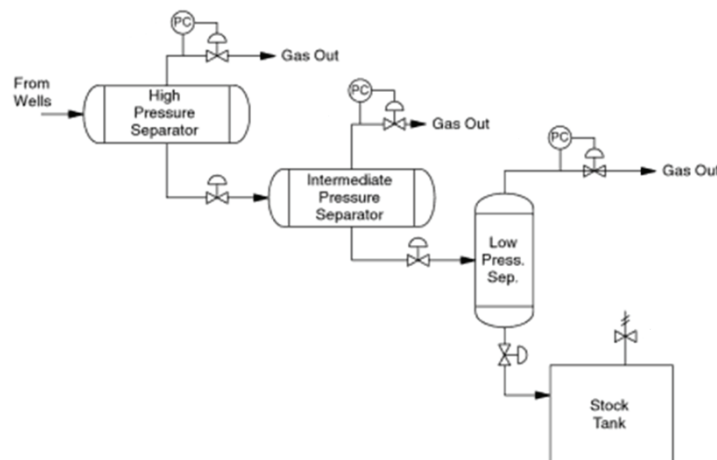 PC
Gas Out
From
Wells
High
Pressure
Separator
PC
Gas Out
Intermediate
Pressure
Separator
PC
Gas Out
Low
Press.
Sep.
Stock
Tank